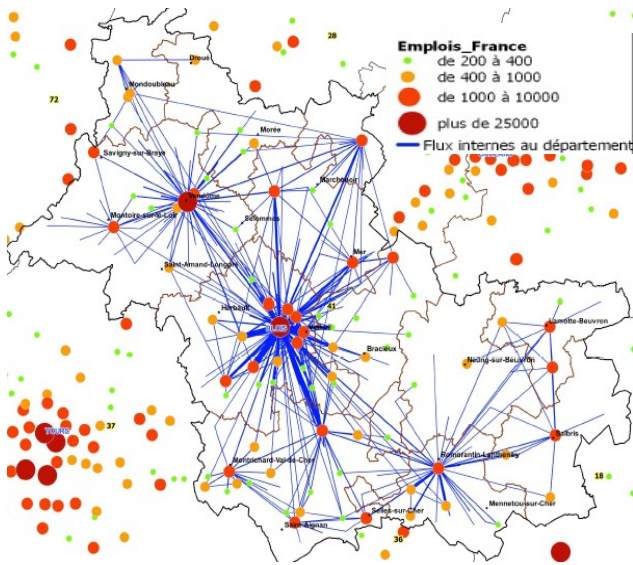 28
Emplois_France
de 200 à 400
de 400 à 1000
de 1000 à 10000
plus de 25000
Flux internes au département
Droué
Mondoubleau
72
Morée
Savigny-sur-Braye
Marchenoir
Vendôme
Montoire-sur-le-Loir
Selommes
Mer
Saint-Amand-Longpré
41
Herbault
BLOIS
Vineuil
Lamotte-Beuvron
Bracieux
Neung-sur-Beuvron
37
TOURS
Salbris
Romorantin-Lanthenay
Montrichard-Val-de-Cher
18
Selles-sur-Cher
Mennetou-sur-Cher
Saint-Aignan
36